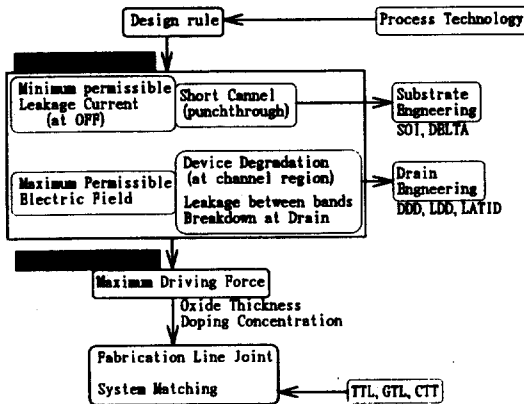 Design rule
Process Technology
Minimum permissible
Leakage Current
(at OFF)
Short Cannel
(punchthrough)
Substrate
Engneering
SOI, DELTA
Maximum Permissible
Electric Field
Device Degradation
(at channel region)
Leakage between bands
Breakdown at Drain
Drain
Engneering
DDD, LDD, LATID
Maximum Driving Force
Oxide Thickness
Doping Concentration
Fabrication Line Joint
System Matching
TTL, GTL, CTT